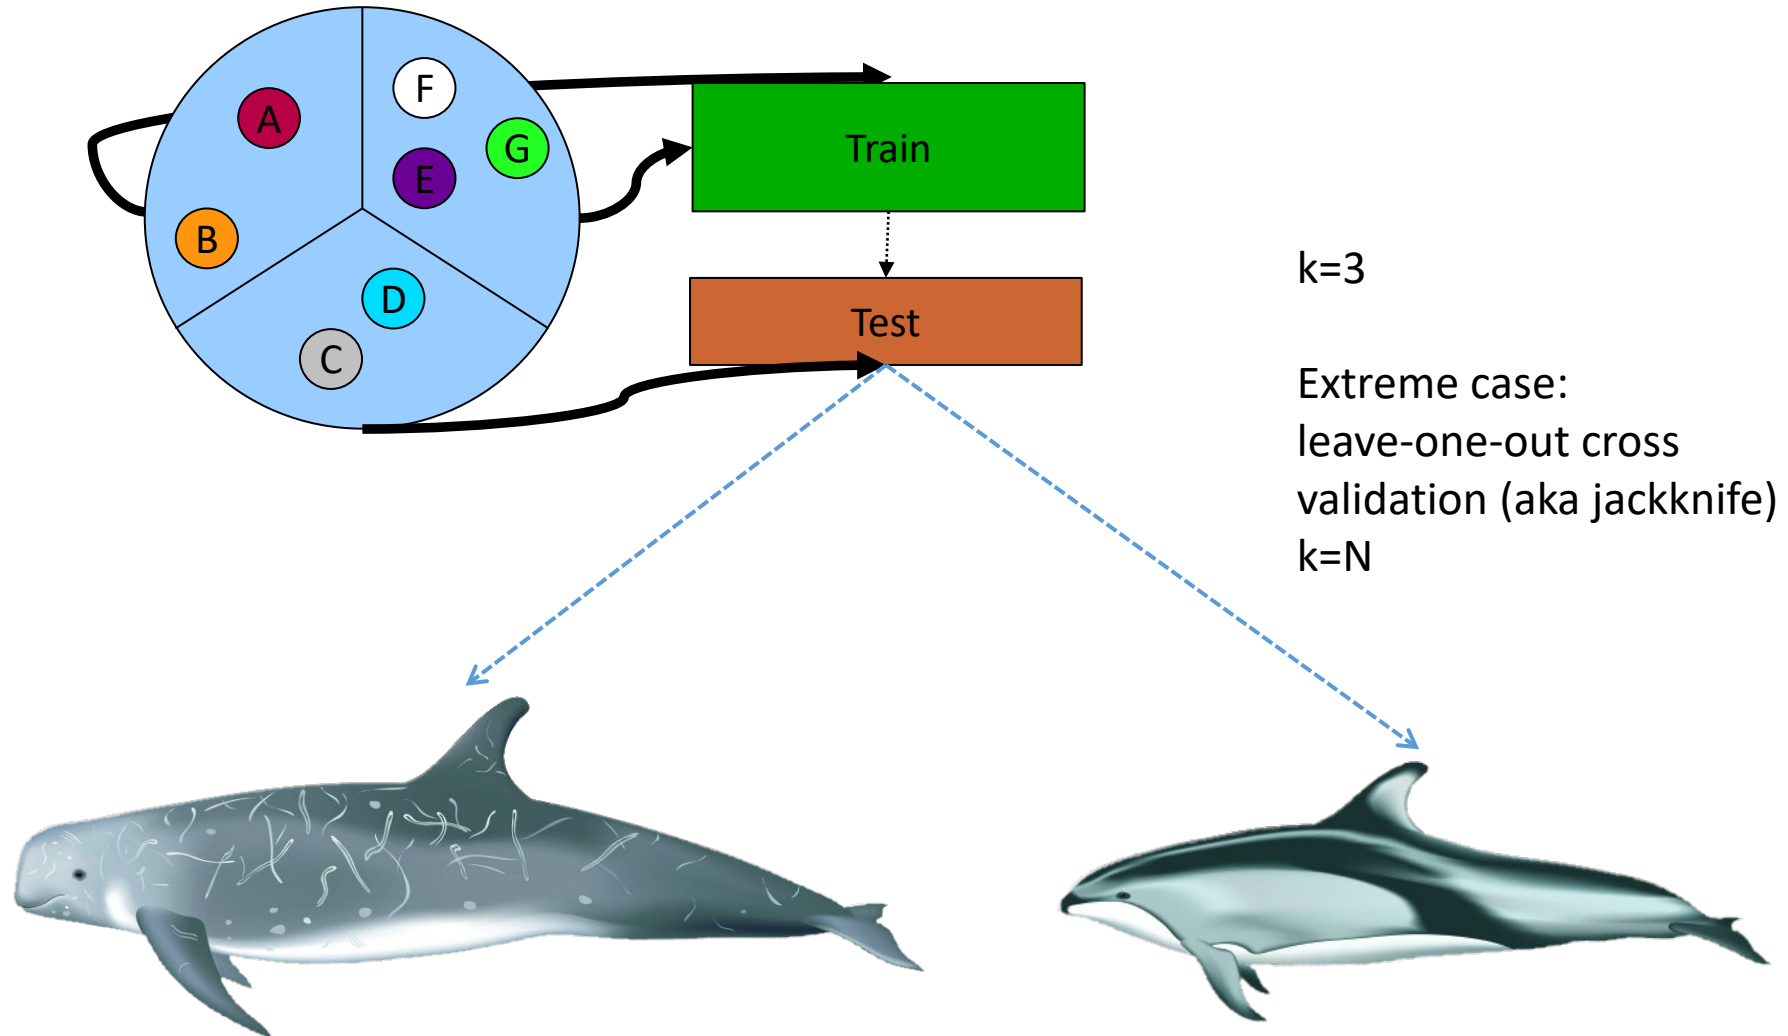 F
A
G
Train
E
B
k=3
D
Test
C
Extreme case:
leave-one-out cross
validation (aka jackknife)
k=N